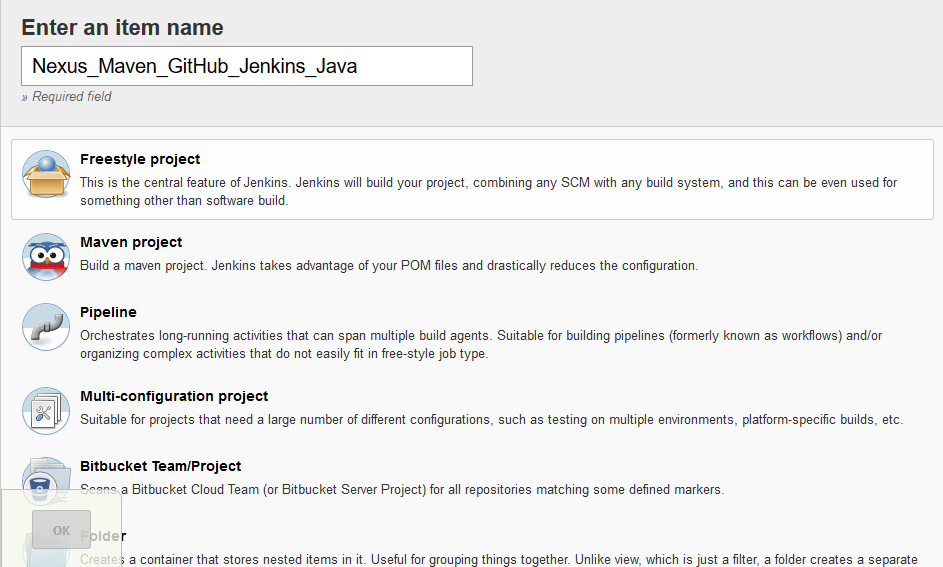 Enter an item name
Nexus_Maven_GitHub_Jenkins_Java
» Required field
Freestyle project
This is the central feature of Jenkins. Jenkins will build your project, combining any SCM with any build system, and this can be even used for
something other than software build.
Maven project
Build a maven project. Jenkins takes advantage of your POM files and drastically reduces the configuration.
Pipeline
Orchestrates long-running activities that can span multiple build agents. Suitable for building pipelines (formerly known as workflows) and/or
organizing complex activities that do not easily fit in free-style job type.
Multi-configuration project
Suitable for projects that need a large number of different configurations, such as testing on multiple environments, platform-specific builds, etc.
Bitbucket Team/Project
Scans a Bitbucket Cloud Team (or Bitbucket Server Project) for all repositories matching some defined markers.
OK
Folder
Creates a container that stores nested items in it. Useful for grouping things together. Unlike view, which is just a filter, a folder creates a separate